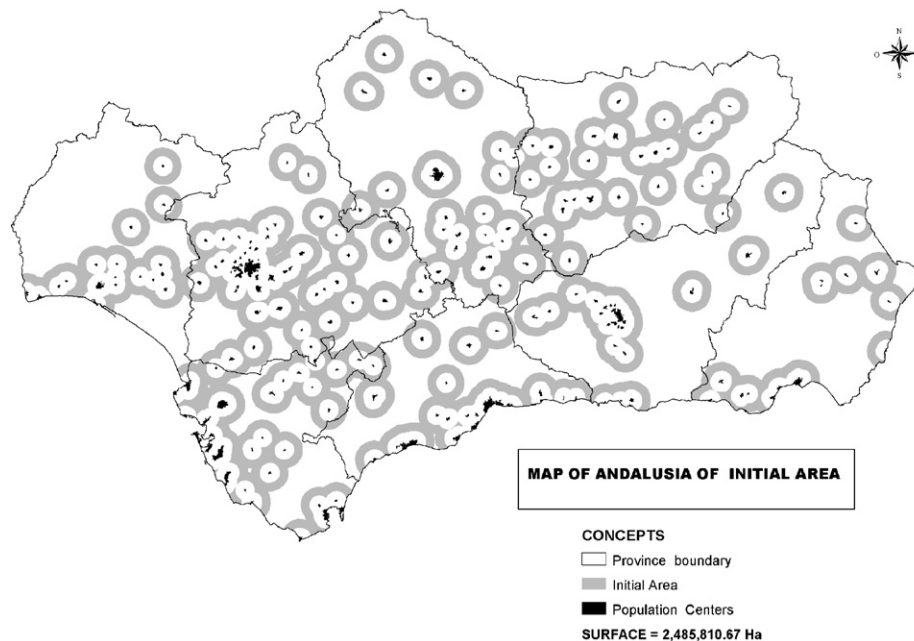 N
O
E
S
MAP OF ANDALUSIA OF INITIAL AREA
CONCEPTS
Province boundary
Initial Area
Population Centers
SURFACE = 2,485,810.67 Ha